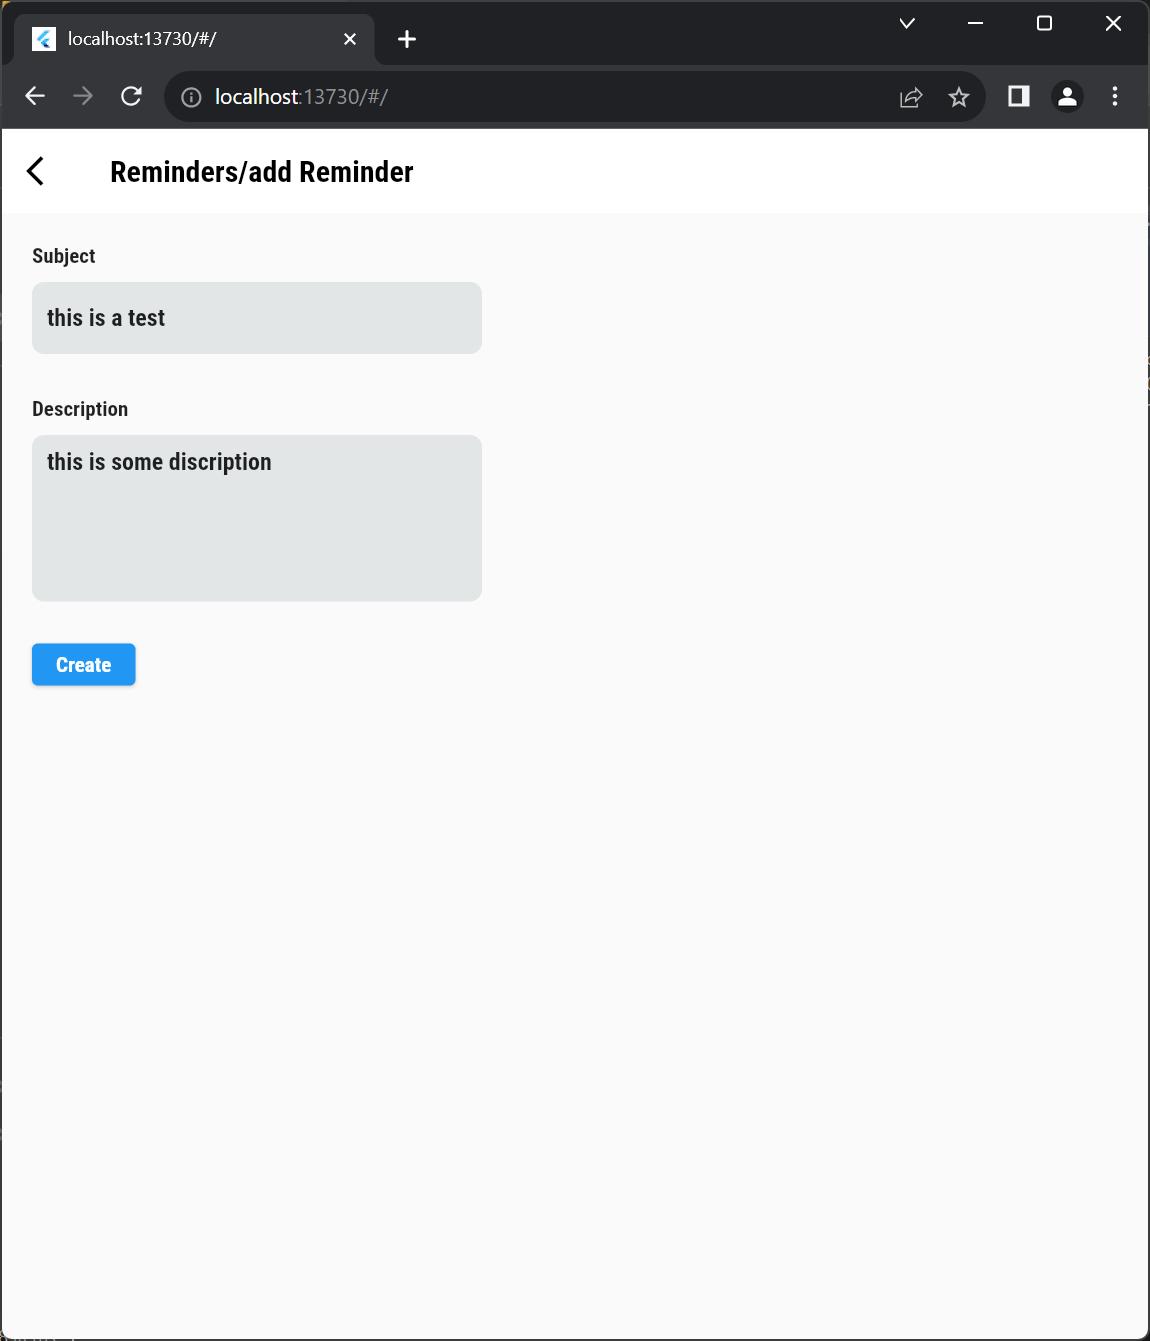 localhost:13730/#/
localhost:13730/#/
Reminders/add Reminder
Subject
this is a test
Description
this is some discription
Create